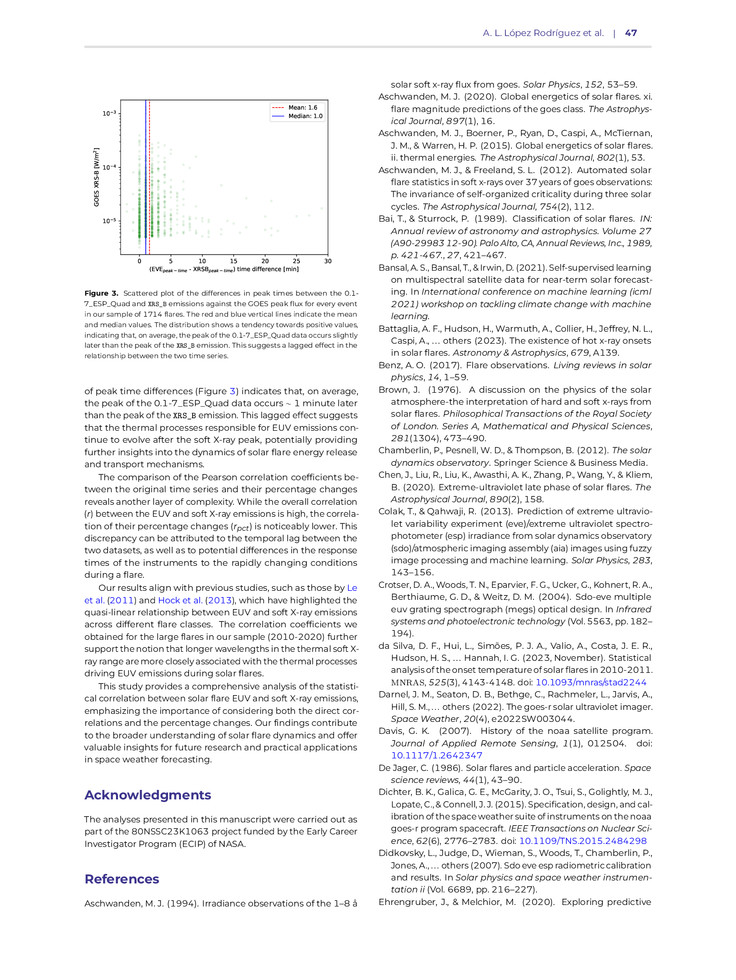 A. L. López Rodríguez et al. | 47
Mean: 1.6
Median: 1.0
10⁻³
10⁻⁴
10⁻⁵
GOES XRS-B [W/m²]
0 5 10 15 20 25 30
(EVEpeak−time - XRSBpeak−time) time difference [min]
Figure 3. Scattered plot of the differences in peak times between the 0.1-
7_ESP_Quad and XRS_B emissions against the GOES peak flux for every event
in our sample of 1714 flares. The red and blue vertical lines indicate the mean
and median values. The distribution shows a tendency towards positive values,
indicating that, on average, the peak of the 0.1-7_ESP_Quad data occurs slightly
later than the peak of the XRS_B emission. This suggests a lagged effect in the
relationship between the two time series.
of peak time differences (Figure 3) indicates that, on average,
the peak of the 0.1-7_ESP_Quad data occurs ∼ 1 minute later
than the peak of the XRS_B emission. This lagged effect suggests
that the thermal processes responsible for EUV emissions con-
tinue to evolve after the soft X-ray peak, potentially providing
further insights into the dynamics of solar flare energy release
and transport mechanisms.
The comparison of the Pearson correlation coefficients be-
tween the original time series and their percentage changes
reveals another layer of complexity. While the overall correlation
(r) between the EUV and soft X-ray emissions is high, the correla-
tion of their percentage changes (rpct) is noticeably lower. This
discrepancy can be attributed to the temporal lag between the
two datasets, as well as to potential differences in the response
times of the instruments to the rapidly changing conditions
during a flare.
Our results align with previous studies, such as those by Le
et al. (2011) and Hock et al. (2013), which have highlighted the
quasi-linear relationship between EUV and soft X-ray emissions
across different flare classes. The correlation coefficients we
obtained for the large flares in our sample (2010-2020) further
support the notion that longer wavelengths in the thermal soft X-
ray range are more closely associated with the thermal processes
driving EUV emissions during solar flares.
This study provides a comprehensive analysis of the statisti-
cal correlation between solar flare EUV and soft X-ray emissions,
emphasizing the importance of considering both the direct cor-
relations and the percentage changes. Our findings contribute
to the broader understanding of solar flare dynamics and offer
valuable insights for future research and practical applications
in space weather forecasting.
Acknowledgments
The analyses presented in this manuscript were carried out as
part of the 80NSSC23K1063 project funded by the Early Career
Investigator Program (ECIP) of NASA.
References
Aschwanden, M. J. (1994). Irradiance observations of the 1–8 å
solar soft x-ray flux from goes. Solar Physics, 152, 53–59.
Aschwanden, M. J. (2020). Global energetics of solar flares. xi.
flare magnitude predictions of the goes class. The Astrophys-
ical Journal, 897(1), 16.
Aschwanden, M. J., Boerner, P., Ryan, D., Caspi, A., McTiernan,
J. M., & Warren, H. P. (2015). Global energetics of solar flares.
ii. thermal energies. The Astrophysical Journal, 802(1), 53.
Aschwanden, M. J., & Freeland, S. L. (2012). Automated solar
flare statistics in soft x-rays over 37 years of goes observations:
The invariance of self-organized criticality during three solar
cycles. The Astrophysical Journal, 754(2), 112.
Bai, T., & Sturrock, P. (1989). Classification of solar flares. IN:
Annual review of astronomy and astrophysics. Volume 27
(A90-29983 12-90). Palo Alto, CA, Annual Reviews, Inc., 1989,
p. 421-467., 27, 421–467.
Bansal, A. S., Bansal, T., & Irwin, D. (2021). Self-supervised learning
on multispectral satellite data for near-term solar forecast-
ing. In International conference on machine learning (icml
2021) workshop on tackling climate change with machine
learning.
Battaglia, A. F., Hudson, H., Warmuth, A., Collier, H., Jeffrey, N. L.,
Caspi, A., … others (2023). The existence of hot x-ray onsets
in solar flares. Astronomy & Astrophysics, 679, A139.
Benz, A. O. (2017). Flare observations. Living reviews in solar
physics, 14, 1–59.
Brown, J. (1976). A discussion on the physics of the solar
atmosphere-the interpretation of hard and soft x-rays from
solar flares. Philosophical Transactions of the Royal Society
of London. Series A, Mathematical and Physical Sciences,
281(1304), 473–490.
Chamberlin, P., Pesnell, W. D., & Thompson, B. (2012). The solar
dynamics observatory. Springer Science & Business Media.
Chen, J., Liu, R., Liu, K., Awasthi, A. K., Zhang, P., Wang, Y., & Kliem,
B. (2020). Extreme-ultraviolet late phase of solar flares. The
Astrophysical Journal, 890(2), 158.
Colak, T., & Qahwaji, R. (2013). Prediction of extreme ultravio-
let variability experiment (eve)/extreme ultraviolet spectro-
photometer (esp) irradiance from solar dynamics observatory
(sdo)/atmospheric imaging assembly (aia) images using fuzzy
image processing and machine learning. Solar Physics, 283,
143–156.
Crotser, D. A., Woods, T. N., Eparvier, F. G., Ucker, G., Kohnert, R. A.,
Berthiaume, G. D., & Weitz, D. M. (2004). Sdo-eve multiple
euv grating spectrograph (megs) optical design. In Infrared
systems and photoelectronic technology (Vol. 5563, pp. 182–
194).
da Silva, D. F., Hui, L., Simões, P. J. A., Valio, A., Costa, J. E. R.,
Hudson, H. S., … Hannah, I. G. (2023, November). Statistical
analysis of the onset temperature of solar flares in 2010-2011.
MNRAS, 525(3), 4143-4148. doi: 10.1093/mnras/stad2244
Darnel, J. M., Seaton, D. B., Bethge, C., Rachmeler, L., Jarvis, A.,
Hill, S. M., … others (2022). The goes-r solar ultraviolet imager.
Space Weather, 20(4), e2022SW003044.
Davis, G. K. (2007). History of the noaa satellite program.
Journal of Applied Remote Sensing, 1(1), 012504. doi:
10.1117/1.2642347
De Jager, C. (1986). Solar flares and particle acceleration. Space
science reviews, 44(1), 43–90.
Dichter, B. K., Galica, G. E., McGarity, J. O., Tsui, S., Golightly, M. J.,
Lopate, C., & Connell, J. J. (2015). Specification, design, and cal-
ibration of the space weather suite of instruments on the noaa
goes-r program spacecraft. IEEE Transactions on Nuclear Sci-
ence, 62(6), 2776–2783. doi: 10.1109/TNS.2015.2484298
Didkovsky, L., Judge, D., Wieman, S., Woods, T., Chamberlin, P.,
Jones, A., … others (2007). Sdo eve esp radiometric calibration
and results. In Solar physics and space weather instrumen-
tation ii (Vol. 6689, pp. 216–227).
Ehrengruber, J., & Melchior, M. (2020). Exploring predictive